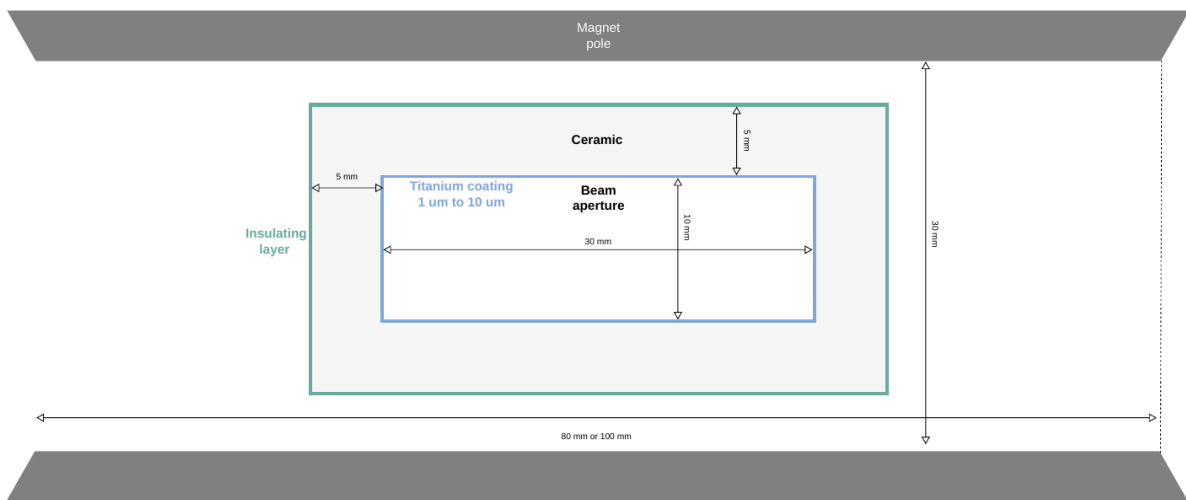 Magnet
pole
Ceramic
5 mm
5 mm
Titanium coating
1 um to 10 um
Beam
aperture
10 mm
30 mm
Insulating
layer
30 mm
80 mm or 100 mm